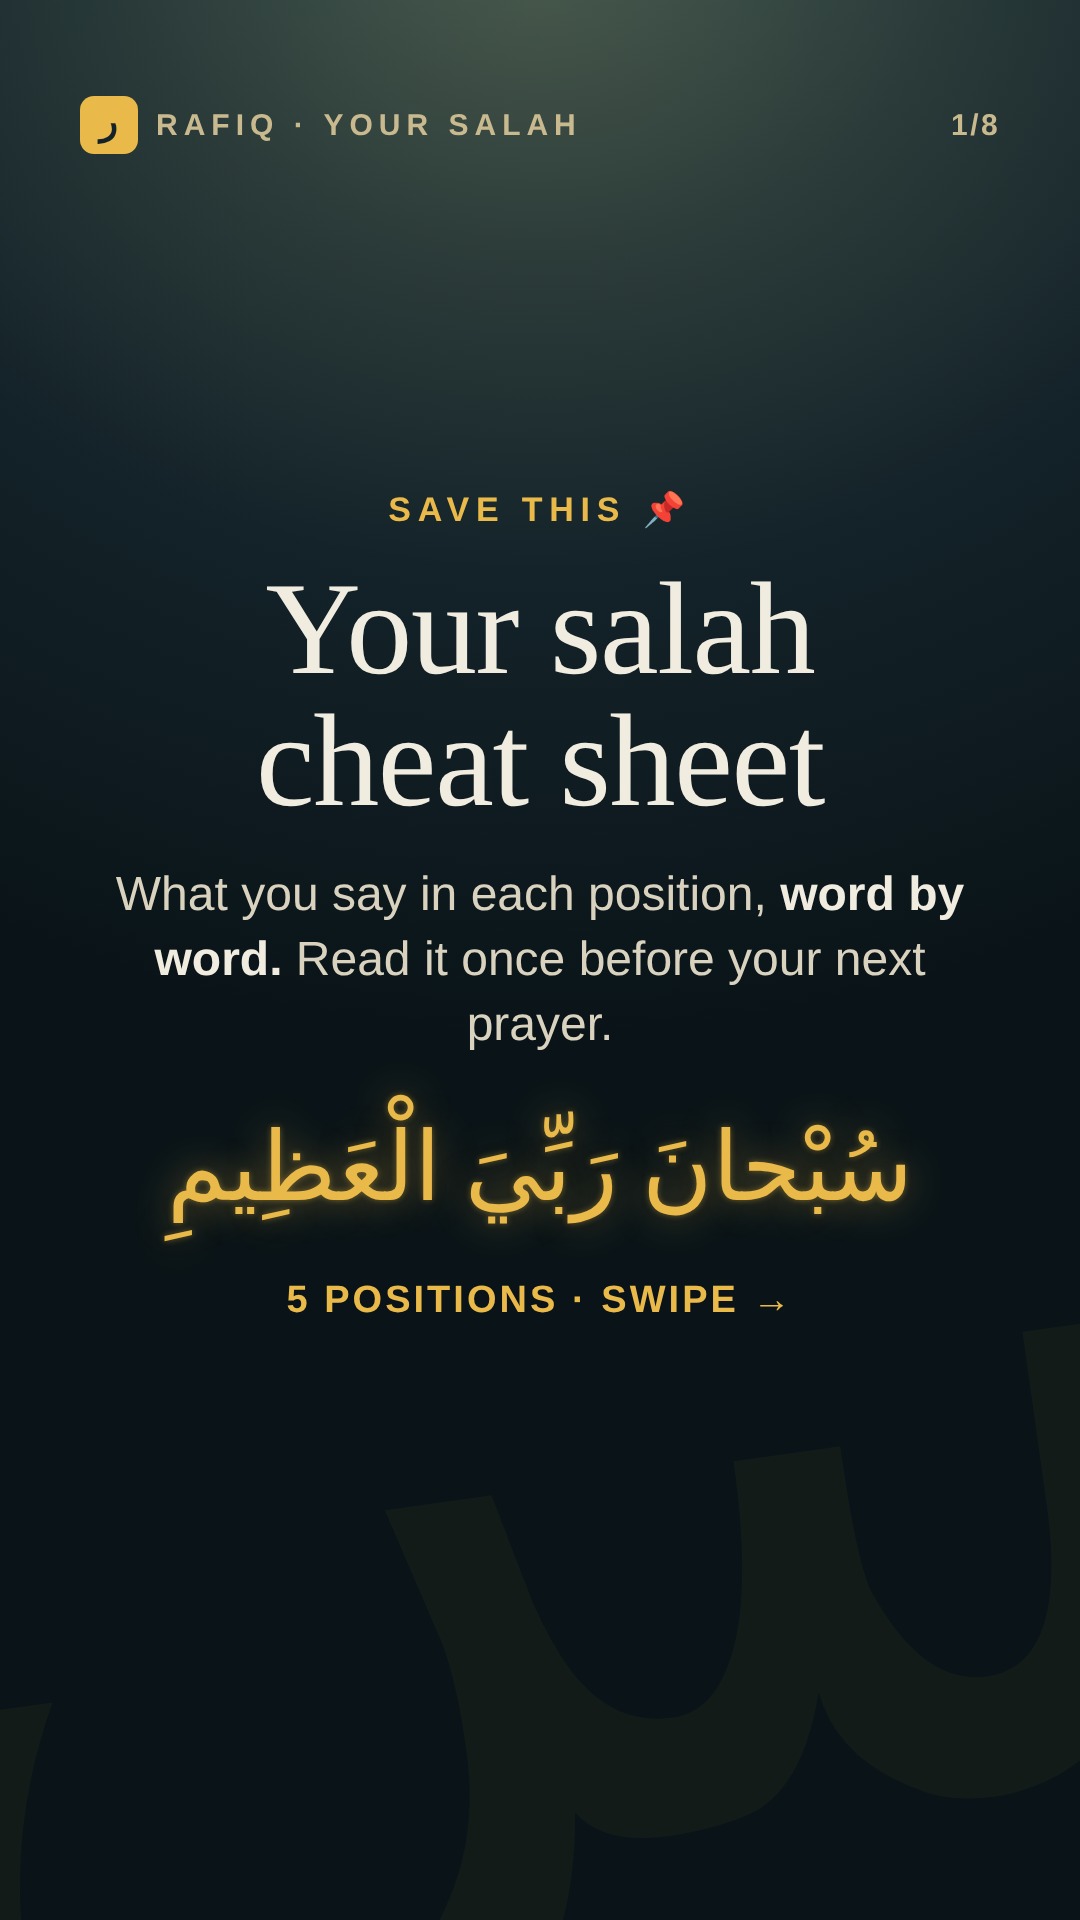 ر RAFIQ · YOUR SALAH 1/8
SAVE THIS 📌
Your salah
cheat sheet
What you say in each position, word by
word. Read it once before your next
prayer.
سُبْحانَ رَبِّيَ الْعَظِيمِ
5 POSITIONS · SWIPE →
س